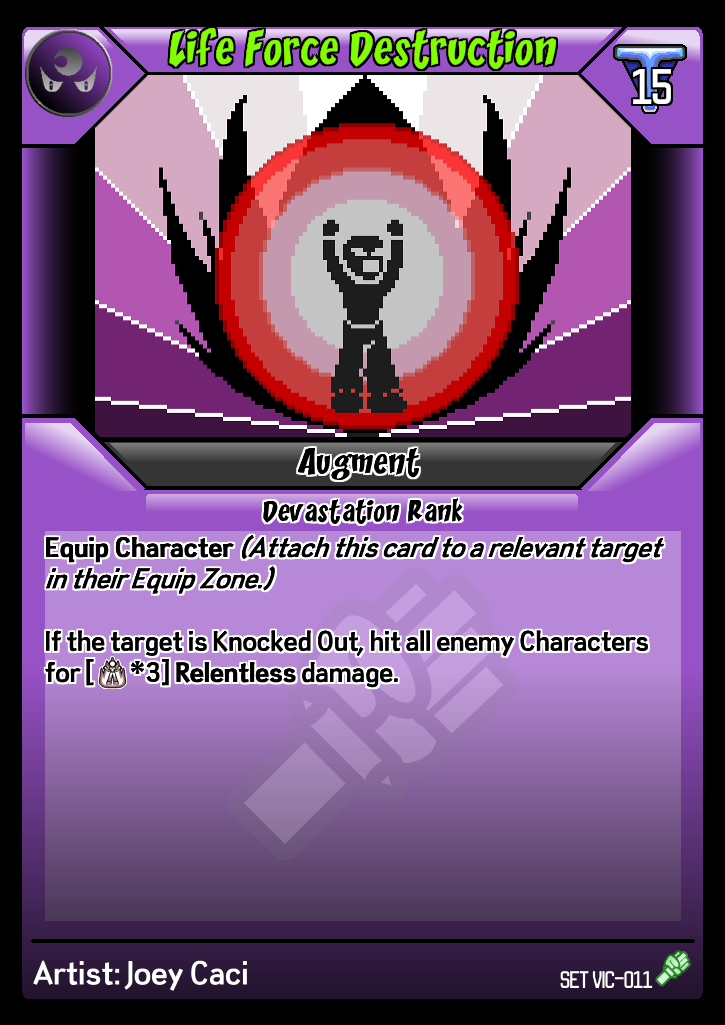 Life Force Destruction
15
Augment
Devastation Rank
Equip Character (Attach this card to a relevant target
in their Equip Zone.)
If the target is Knocked Out, hit all enemy Characters
for [ *3] Relentless damage.
Artist: Joey Caci
SET VIC-011